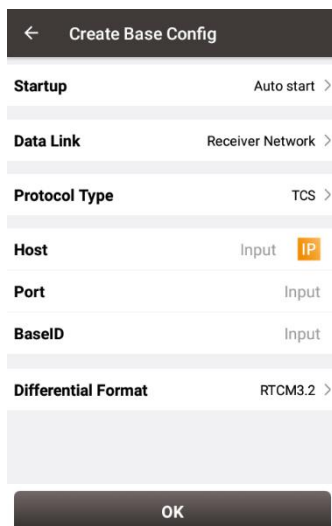 Create Base Config
Startup Auto start
Data Link Receiver Network
Protocol Type TCS
Host Input IP
Port Input
BaseID Input
Differential Format RTCM3.2
OK